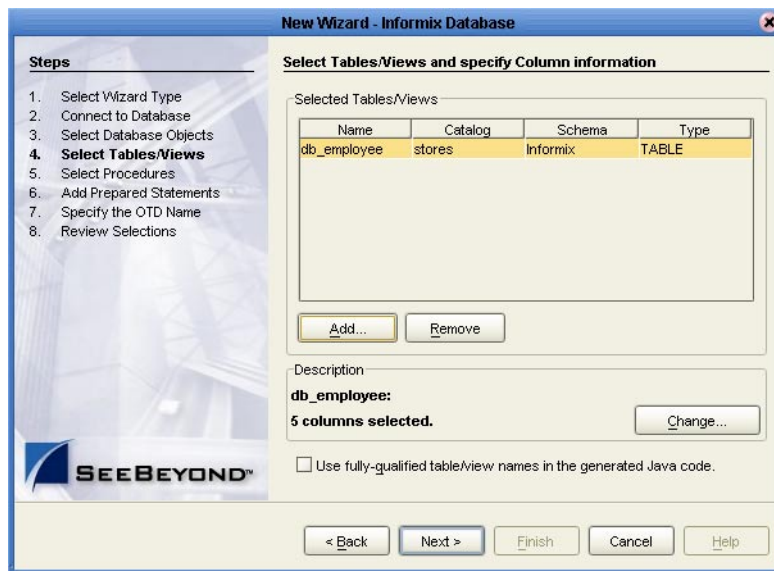 New Wizard - Informix Database
Steps
1. Select Wizard Type
2. Connect to Database
3. Select Database Objects
4. Select Tables/Views
5. Select Procedures
6. Add Prepared Statements
7. Specify the OTD Name
8. Review Selections
SEEBEYOND™
Select Tables/Views and specify Column information
Selected Tables/Views
Name Catalog Schema Type
db_employee stores Informix TABLE
Add... Remove
Description
db_employee:
5 columns selected.
Change...
Use fully-qualified table/view names in the generated Java code.
< Back Next > Finish Cancel Help